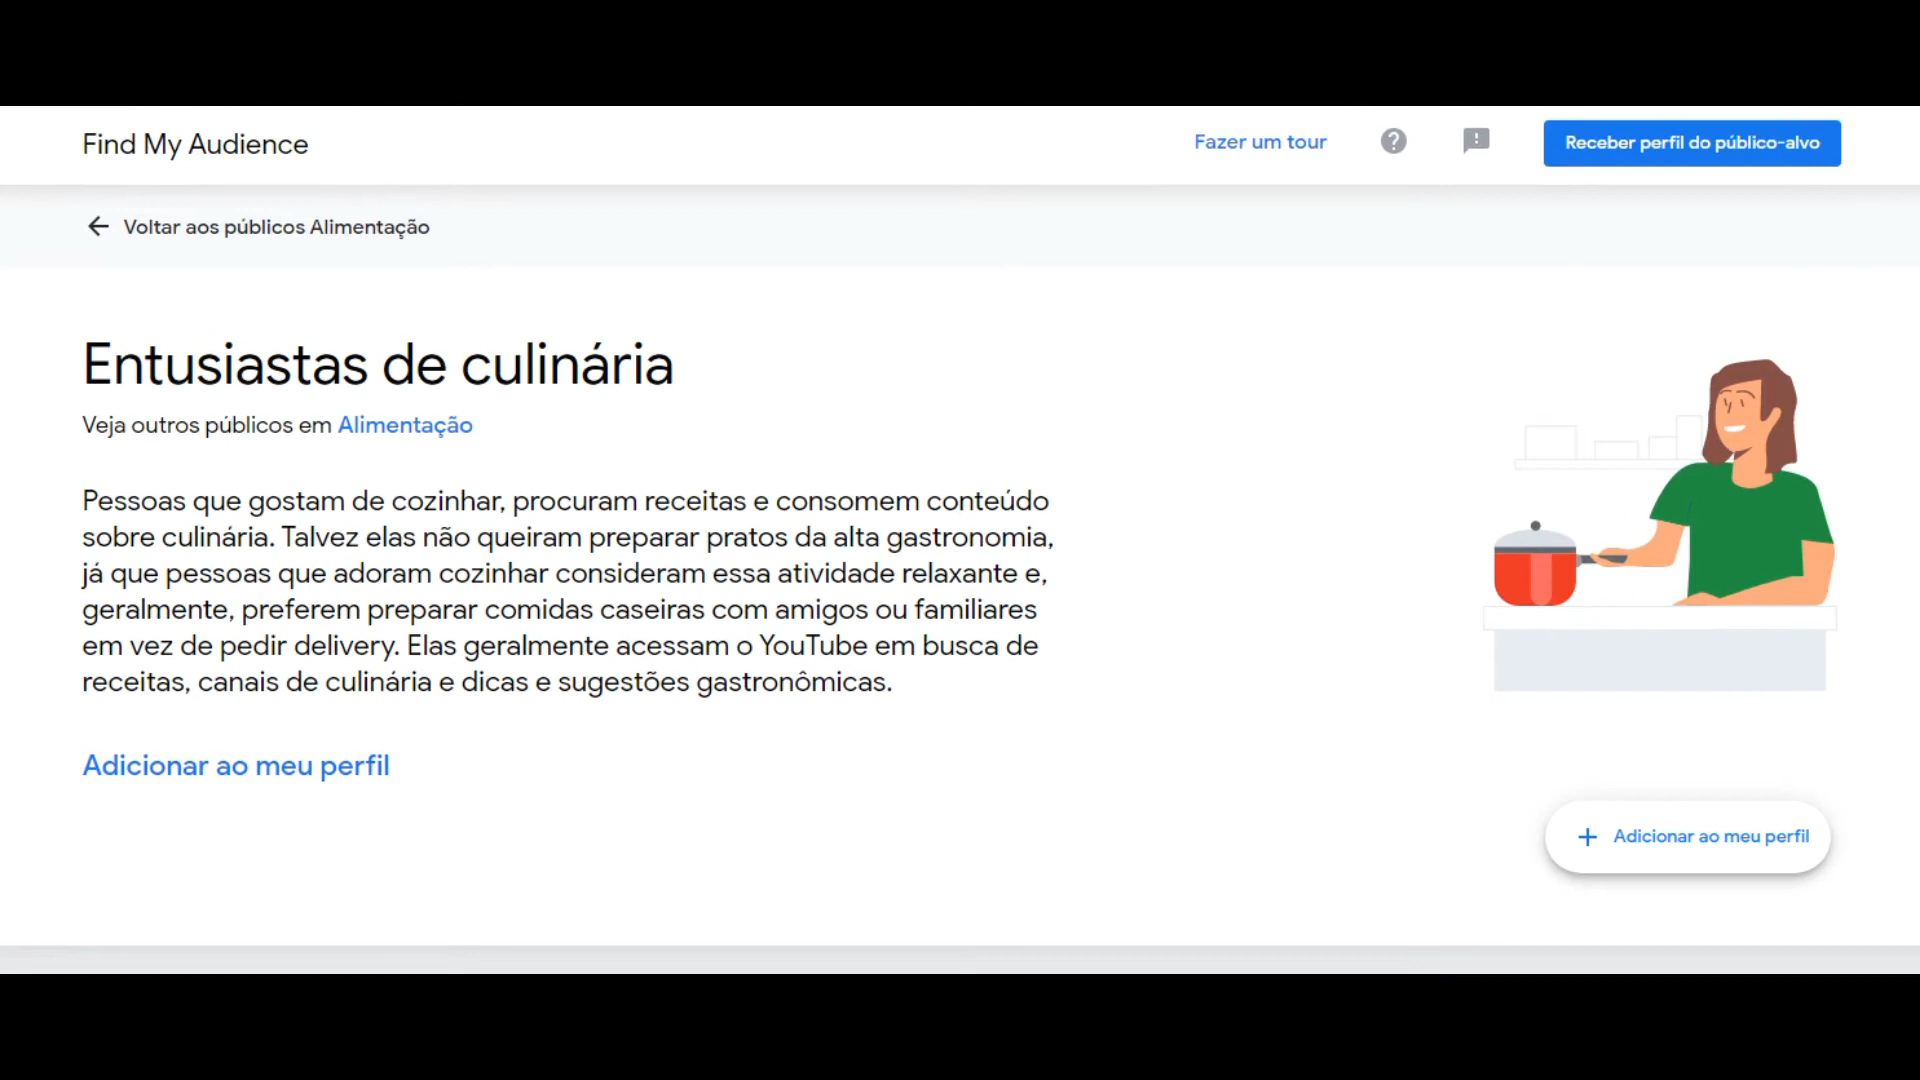 Find My Audience
Fazer um tour
Receber perfil do público-alvo
Voltar aos públicos Alimentação
Entusiastas de culinária
Veja outros públicos em Alimentação
Pessoas que gostam de cozinhar, procuram receitas e consomem conteúdo
sobre culinária. Talvez elas não queiram preparar pratos da alta gastronomia,
já que pessoas que adoram cozinhar consideram essa atividade relaxante e,
geralmente, preferem preparar comidas caseiras com amigos ou familiares
em vez de pedir delivery. Elas geralmente acessam o YouTube em busca de
receitas, canais de culinária e dicas e sugestões gastronômicas.
Adicionar ao meu perfil
+ Adicionar ao meu perfil